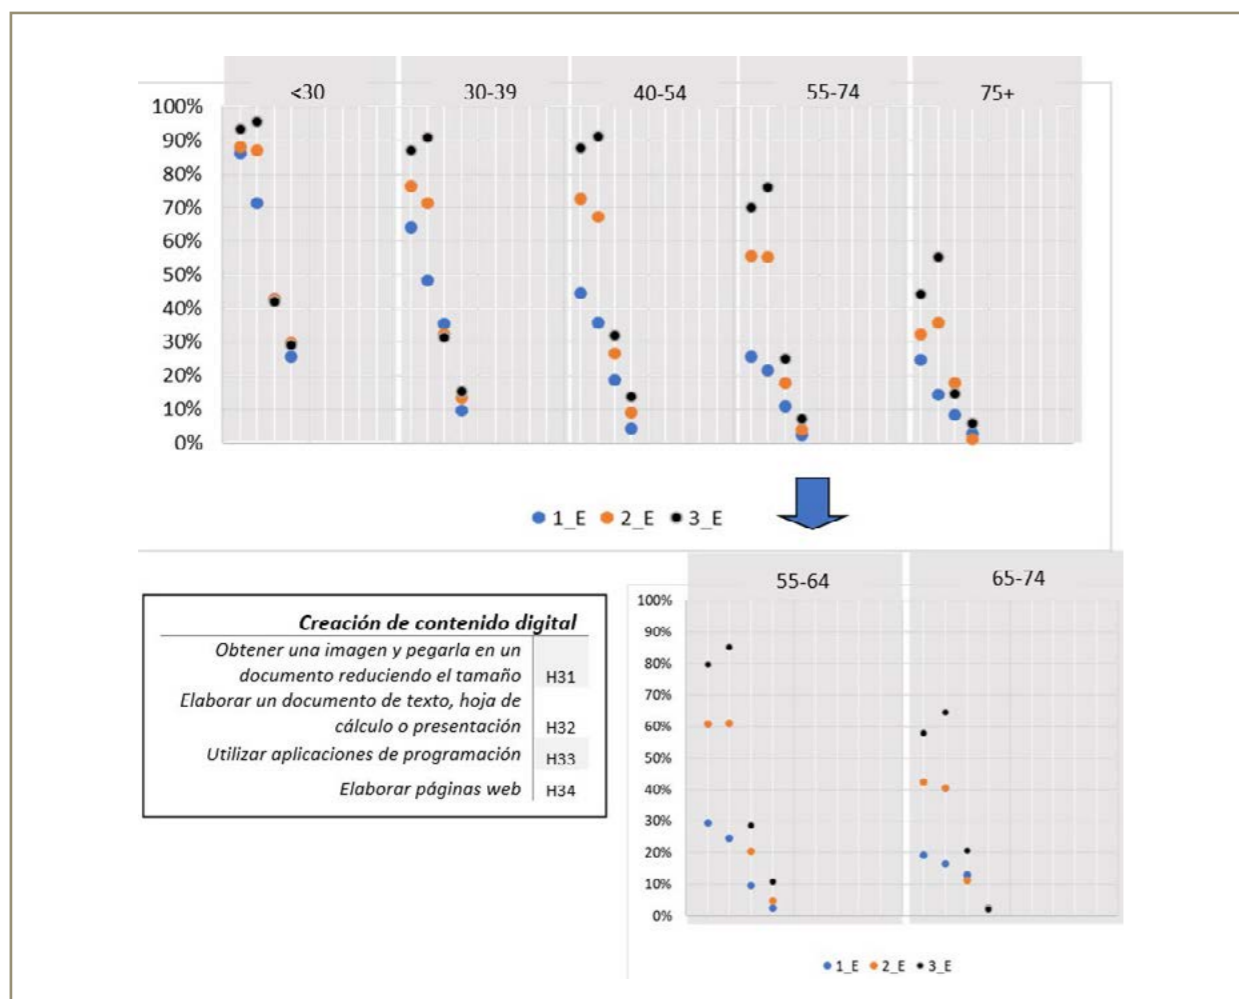 <30 30-39 40-54 55-74 75+
100%
90%
80%
70%
60%
50%
40%
30%
20%
10%
0%
1_E 2_E 3_E
Creación de contenido digital
Obtener una imagen y pegarla en un
documento reduciendo el tamaño H31
Elaborar un documento de texto, hoja de
cálculo o presentación H32
Utilizar aplicaciones de programación H33
Elaborar páginas web H34
55-64 65-74
100%
90%
80%
70%
60%
50%
40%
30%
20%
10%
0%
1_E 2_E 3_E